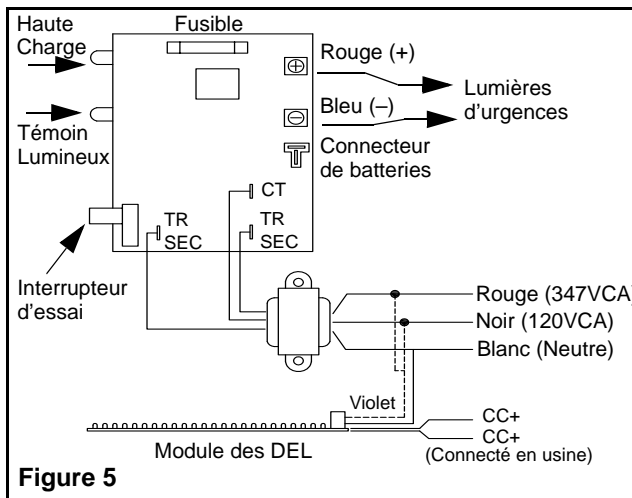 Haute
Charge
Fusible
Rouge (+)
Lumières
d'urgences
Bleu (–)
Témoin
Lumineux
Connecteur
de batteries
CT
TR
SEC
TR
SEC
Interrupteur
d'essai
Rouge (347VCA)
Noir (120VCA)
Blanc (Neutre)
Violet
CC+
CC+
(Connecté en usine)
Module des DEL
Figure 5